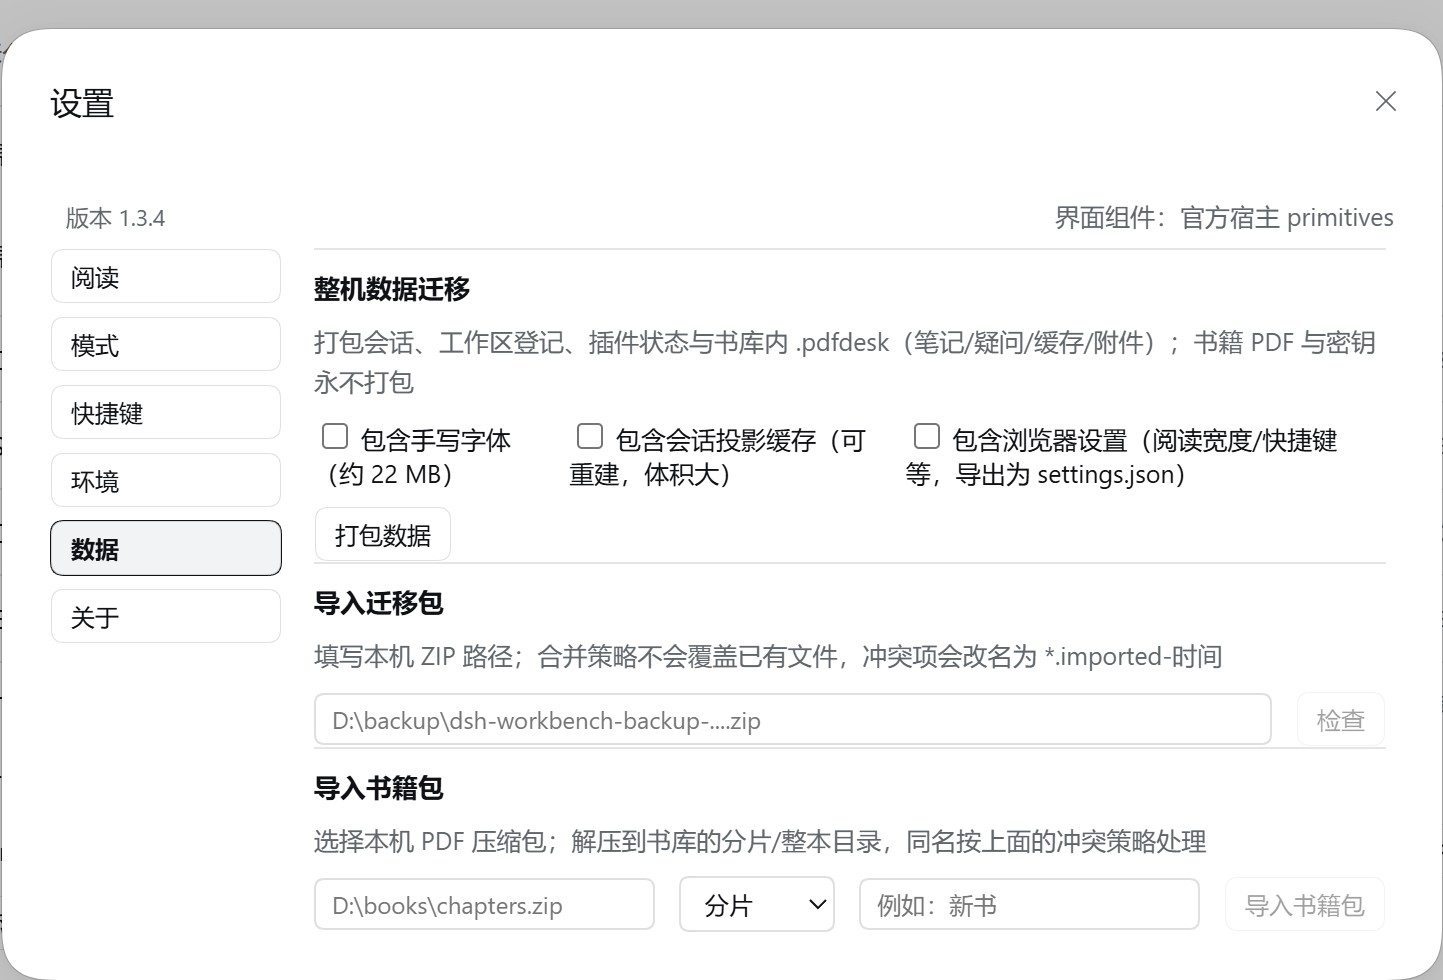 设置
版本 1.3.4
界面组件：官方宿主 primitives
阅读
模式
快捷键
环境
数据
关于
整机数据迁移
打包会话、工作区登记、插件状态与书库内 .pdfdesk（笔记/疑问/缓存/附件）；书籍 PDF 与密钥
永不打包
包含手写字体
（约 22 MB）
包含会话投影缓存（可
重建，体积大）
包含浏览器设置（阅读宽度/快捷键
等，导出为 settings.json）
打包数据
导入迁移包
填写本机 ZIP 路径；合并策略不会覆盖已有文件，冲突项会改名为 *.imported-时间
D:\backup\dsh-workbench-backup-....zip
检查
导入书籍包
选择本机 PDF 压缩包；解压到书库的分片/整本目录，同名按上面的冲突策略处理
D:\books\chapters.zip
分片
例如：新书
导入书籍包